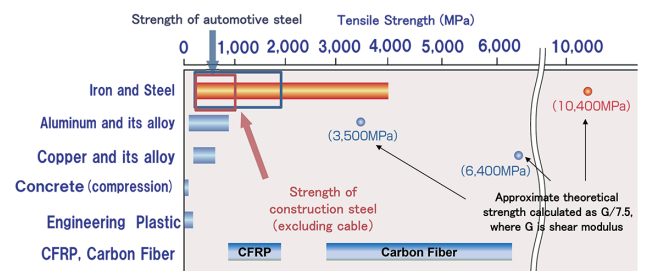 Strength of automotive steel
Tensile Strength (MPa)
0 1,000 2,000 3,000 4,000 5,000 6,000 10,000
Iron and Steel
(10,400MPa)
Aluminum and its alloy
(3,500MPa)
Copper and its alloy
(6,400MPa)
Concrete (compression)
Strength of
construction steel
(excluding cable)
Approximate theoretical
strength calculated as G/7.5,
where G is shear modulus
Engineering Plastic
CFRP, Carbon Fiber
CFRP
Carbon Fiber